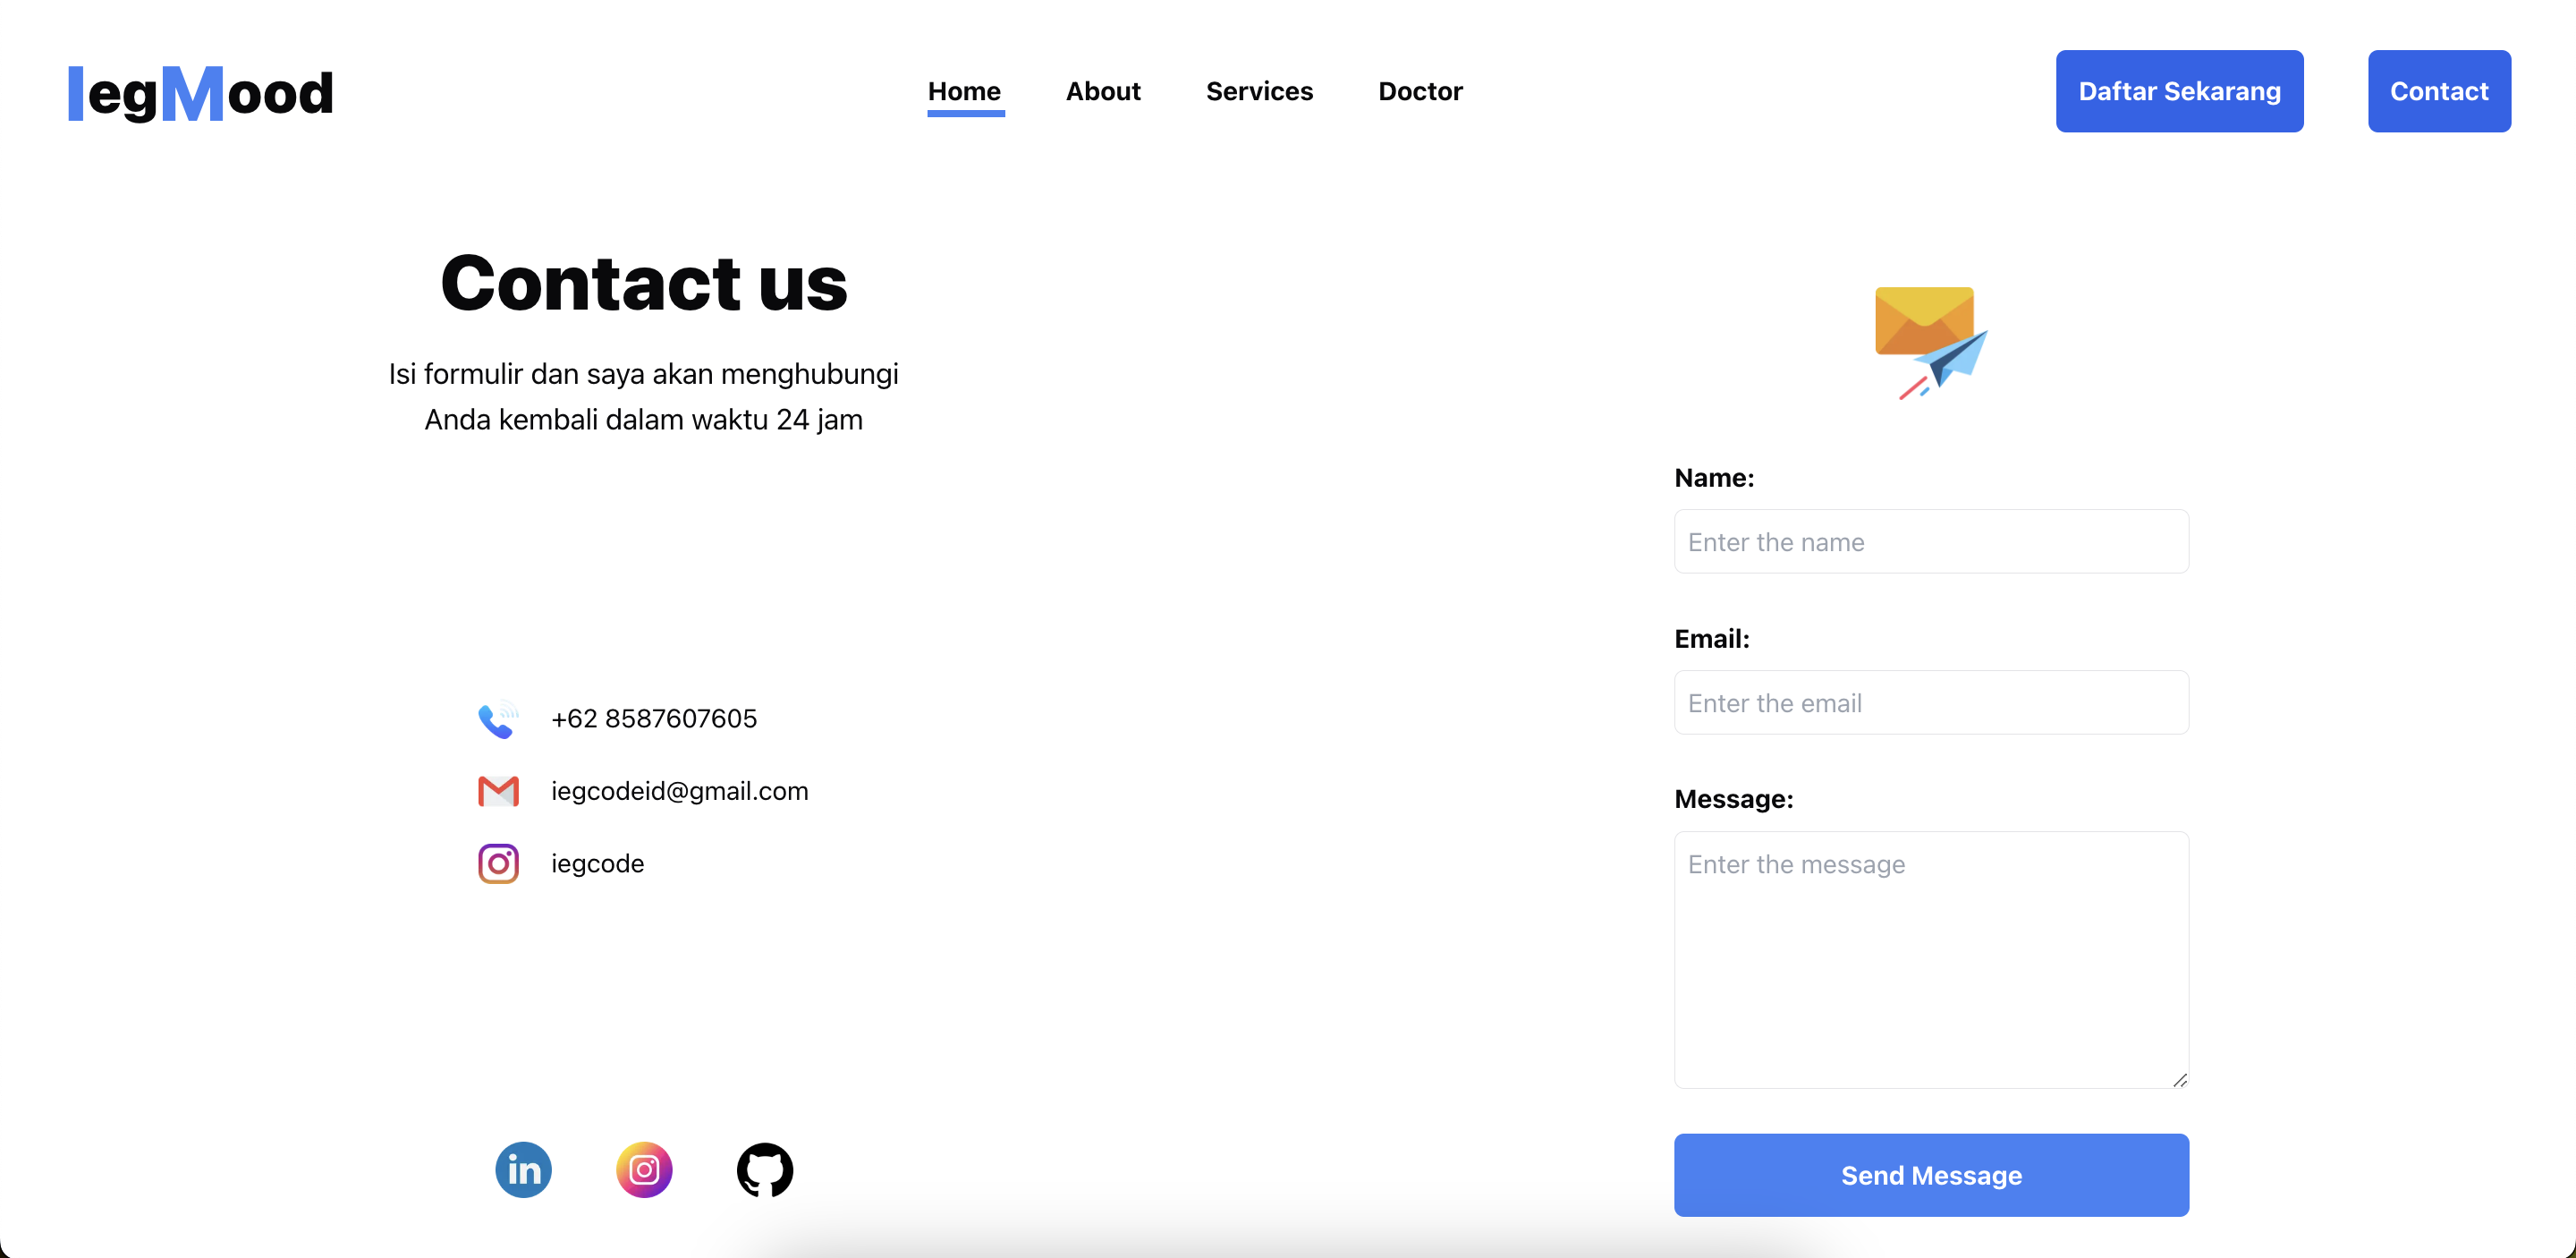 IegMood
Home
About
Services
Doctor
Daftar Sekarang
Contact
Contact us
Isi formulir dan saya akan menghubungi
Anda kembali dalam waktu 24 jam
+62 8587607605
iegcodeid@gmail.com
iegcode
in
Name:
Enter the name
Email:
Enter the email
Message:
Enter the message
Send Message